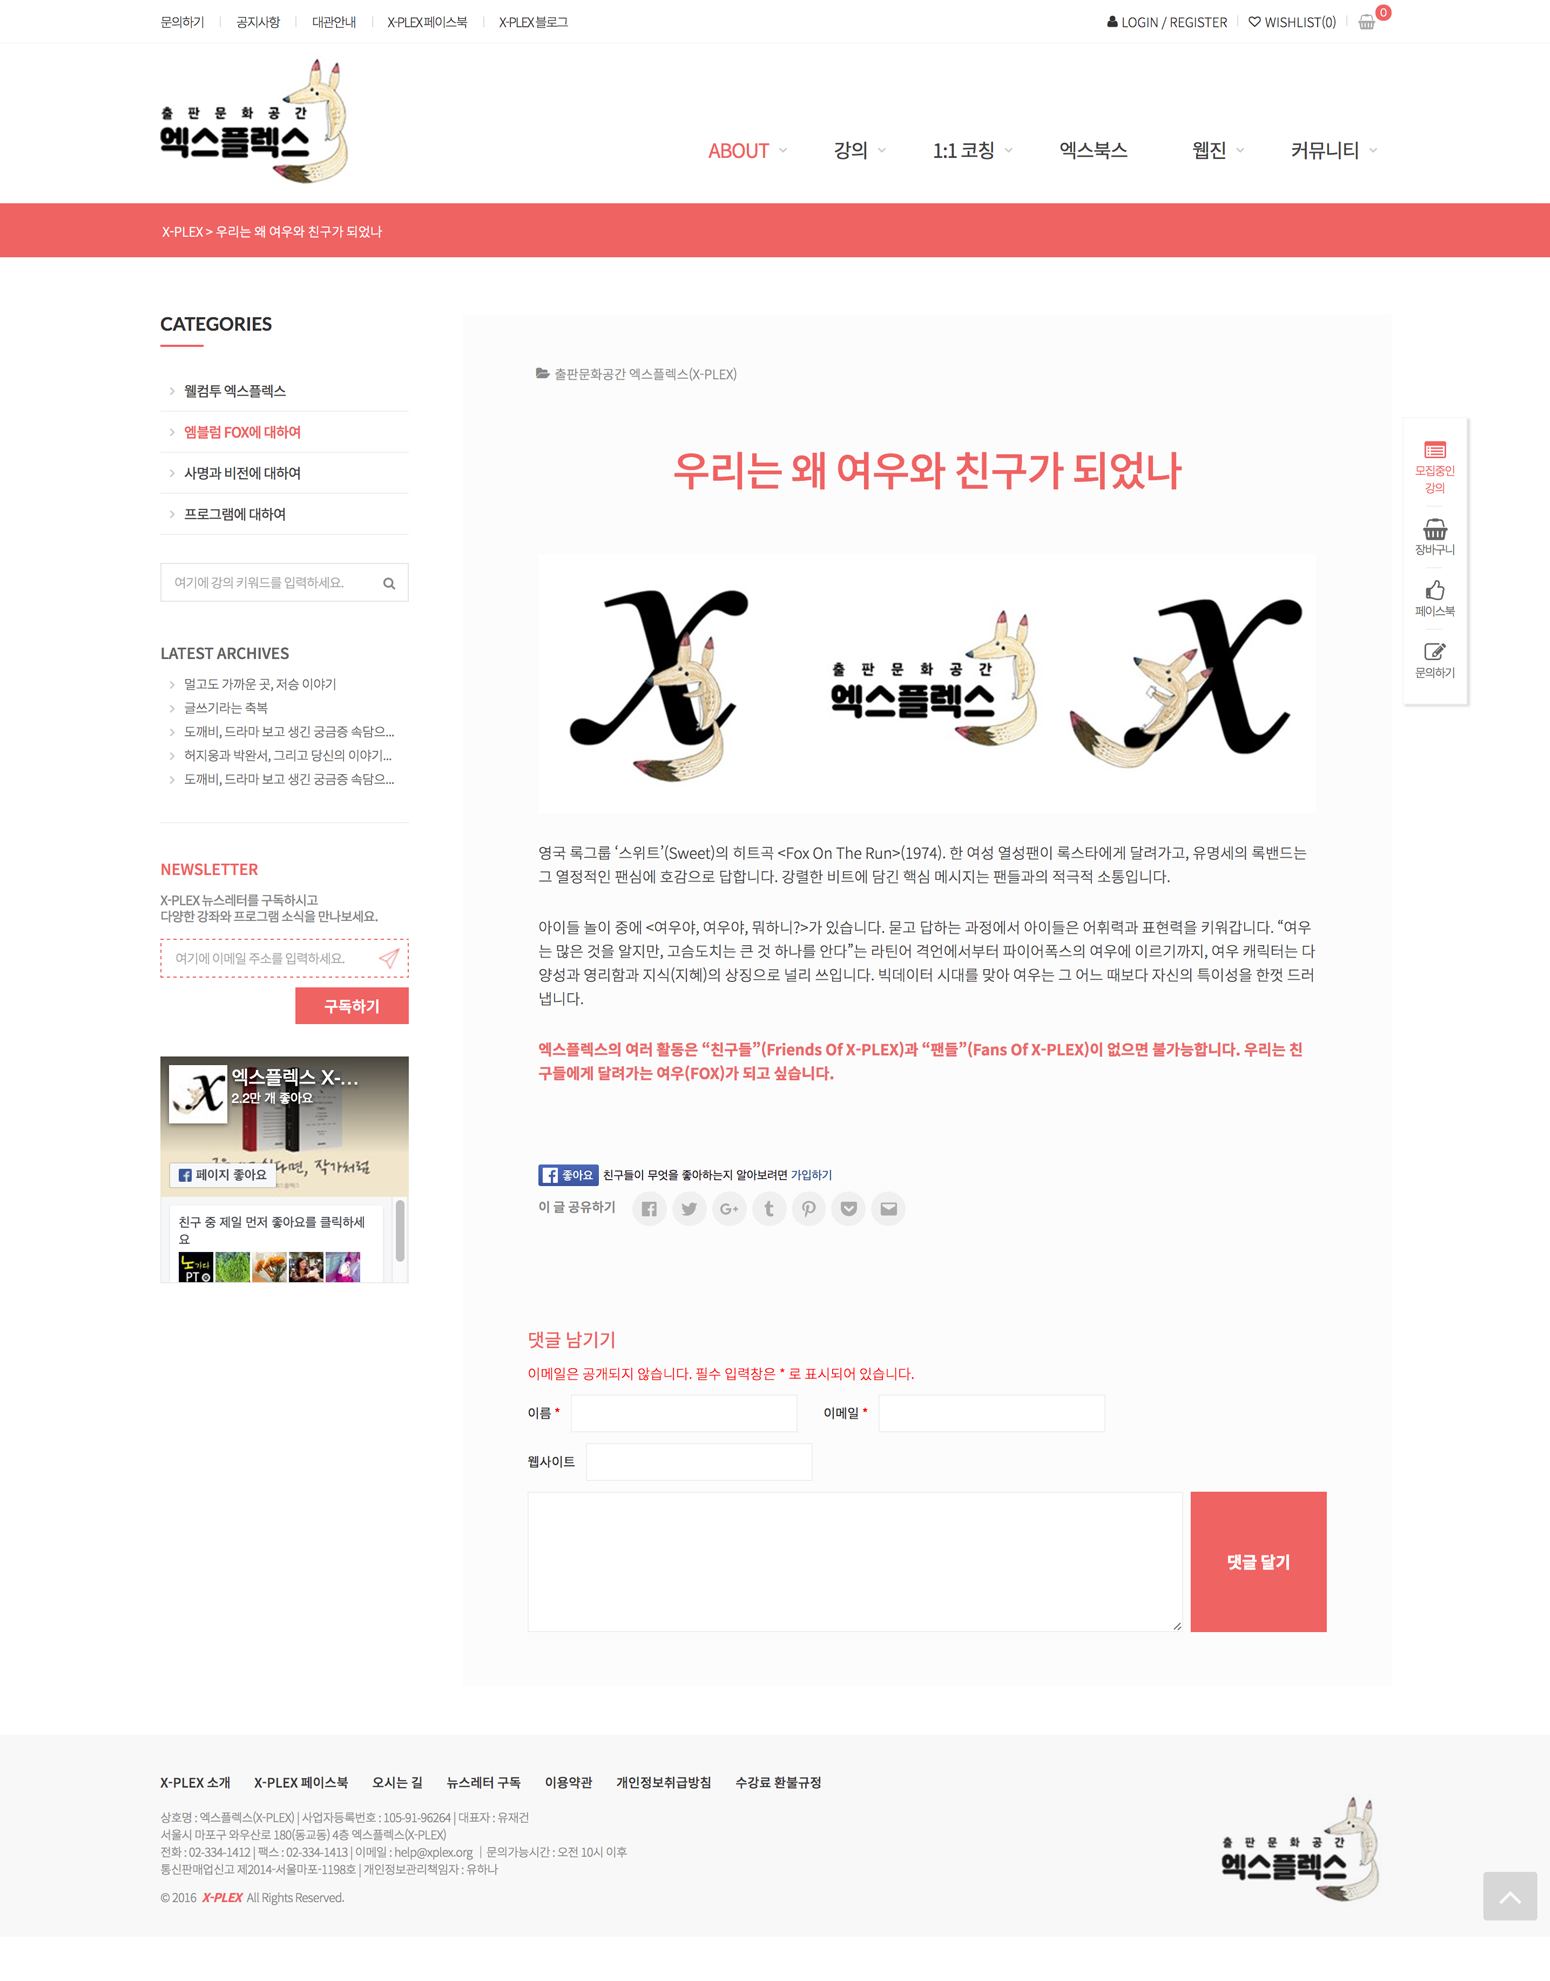 문의하기
공지사항
대관안내
X-PLEX 페이스북
X-PLEX 블로그
LOGIN / REGISTER
WISHLIST(0)
0
출 판 문 화 공 간
엑스플렉스
ABOUT
강의
1:1 코칭
엑스북스
웹진
커뮤니티
X-PLEX > 우리는 왜 여우와 친구가 되었나
CATEGORIES
웰컴투 엑스플렉스
엠블럼 FOX에 대하여
사명과 비전에 대하여
프로그램에 대하여
여기에 강의 키워드를 입력하세요.
LATEST ARCHIVES
멀고도 가까운 곳, 저승 이야기
글쓰기라는 축복
도깨비, 드라마 보고 생긴 궁금증 속담으...
허지웅과 박완서, 그리고 당신의 이야기...
도깨비, 드라마 보고 생긴 궁금증 속담으...
NEWSLETTER
X-PLEX 뉴스레터를 구독하시고
다양한 강좌와 프로그램 소식을 만나보세요.
여기에 이메일 주소를 입력하세요.
구독하기
X
엑스플렉스 X-...
2.2만 개 좋아요
페이지 좋아요
작가처럼
친구 중 제일 먼저 좋아요를 클릭하세
요
노가다
PT
출판문화공간 엑스플렉스(X-PLEX)
우리는 왜 여우와 친구가 되었나
X
출 판 문 화 공 간
엑스플렉스
X
영국 록그룹 ‘스위트’(Sweet)의 히트곡 <Fox On The Run>(1974). 한 여성 열성팬이 록스타에게 달려가고, 유명세의 록밴드는
그 열정적인 팬심에 호감으로 답합니다. 강렬한 비트에 담긴 핵심 메시지는 팬들과의 적극적 소통입니다.
아이들 놀이 중에 <여우야, 여우야, 뭐하니?>가 있습니다. 묻고 답하는 과정에서 아이들은 어휘력과 표현력을 키워갑니다. “여우
는 많은 것을 알지만, 고슴도치는 큰 것 하나를 안다”는 라틴어 격언에서부터 파이어폭스의 여우에 이르기까지, 여우 캐릭터는 다
양성과 영리함과 지식(지혜)의 상징으로 널리 쓰입니다. 빅데이터 시대를 맞아 여우는 그 어느 때보다 자신의 특이성을 한껏 드러
냅니다.
엑스플렉스의 여러 활동은 “친구들”(Friends Of X-PLEX)과 “팬들”(Fans Of X-PLEX)이 없으면 불가능합니다. 우리는 친
구들에게 달려가는 여우(FOX)가 되고 싶습니다.
좋아요 친구들이 무엇을 좋아하는지 알아보려면 가입하기
이 글 공유하기
댓글 남기기
이메일은 공개되지 않습니다. 필수 입력창은 * 로 표시되어 있습니다.
이름 *
이메일 *
웹사이트
댓글 달기
모집중인
강의
장바구니
페이스북
문의하기
X-PLEX 소개
X-PLEX 페이스북
오시는 길
뉴스레터 구독
이용약관
개인정보취급방침
수강료 환불규정
상호명 : 엑스플렉스(X-PLEX) | 사업자등록번호 : 105-91-96264 | 대표자 : 유재건
서울시 마포구 와우산로 180(동교동) 4층 엑스플렉스(X-PLEX)
전화 : 02-334-1412 | 팩스 : 02-334-1413 | 이메일 : help@xplex.org | 문의가능시간 : 오전 10시 이후
통신판매업신고 제2014-서울마포-1198호 | 개인정보관리책임자 : 유하나
© 2016 X-PLEX All Rights Reserved.
출 판 문 화 공 간
엑스플렉스